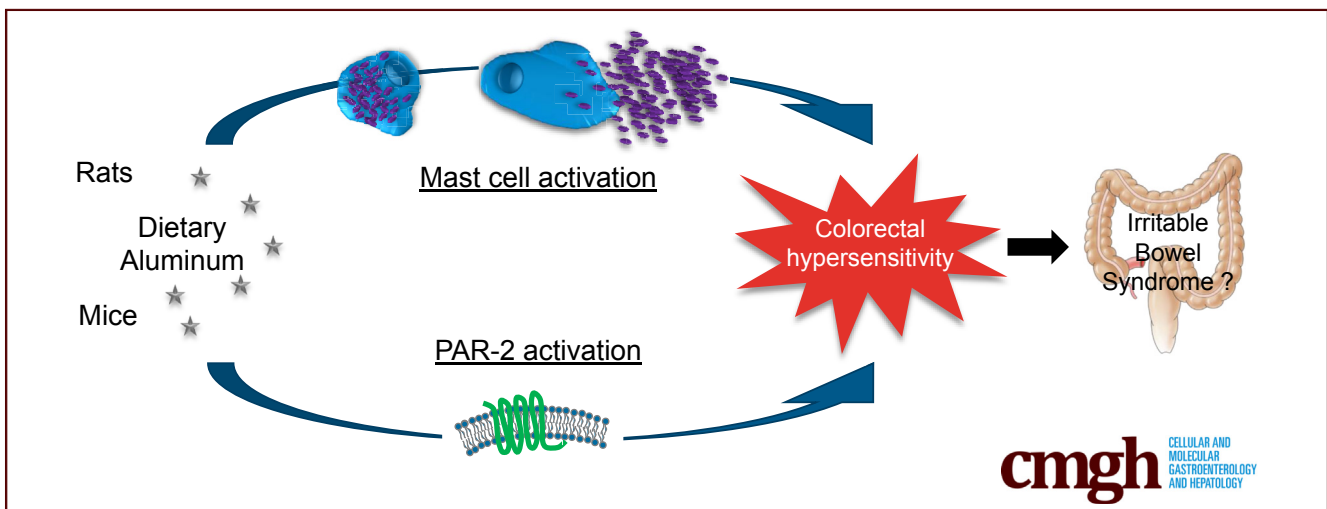 Rats
Dietary
Aluminum
Mice
Mast cell activation
PAR-2 activation
Colorectal
hypersensitivity
Irritable
Bowel
Syndrome ?
cmgh
CELLULAR AND
MOLECULAR
GASTROENTEROLOGY
AND HEPATOLOGY